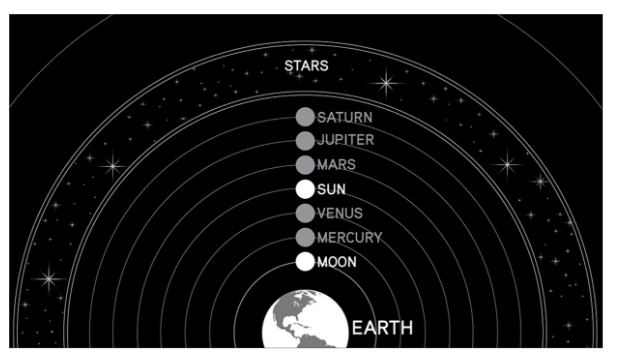 STARS
SATURN
JUPITER
MARS
SUN
VENUS
MERCURY
MOON
EARTH